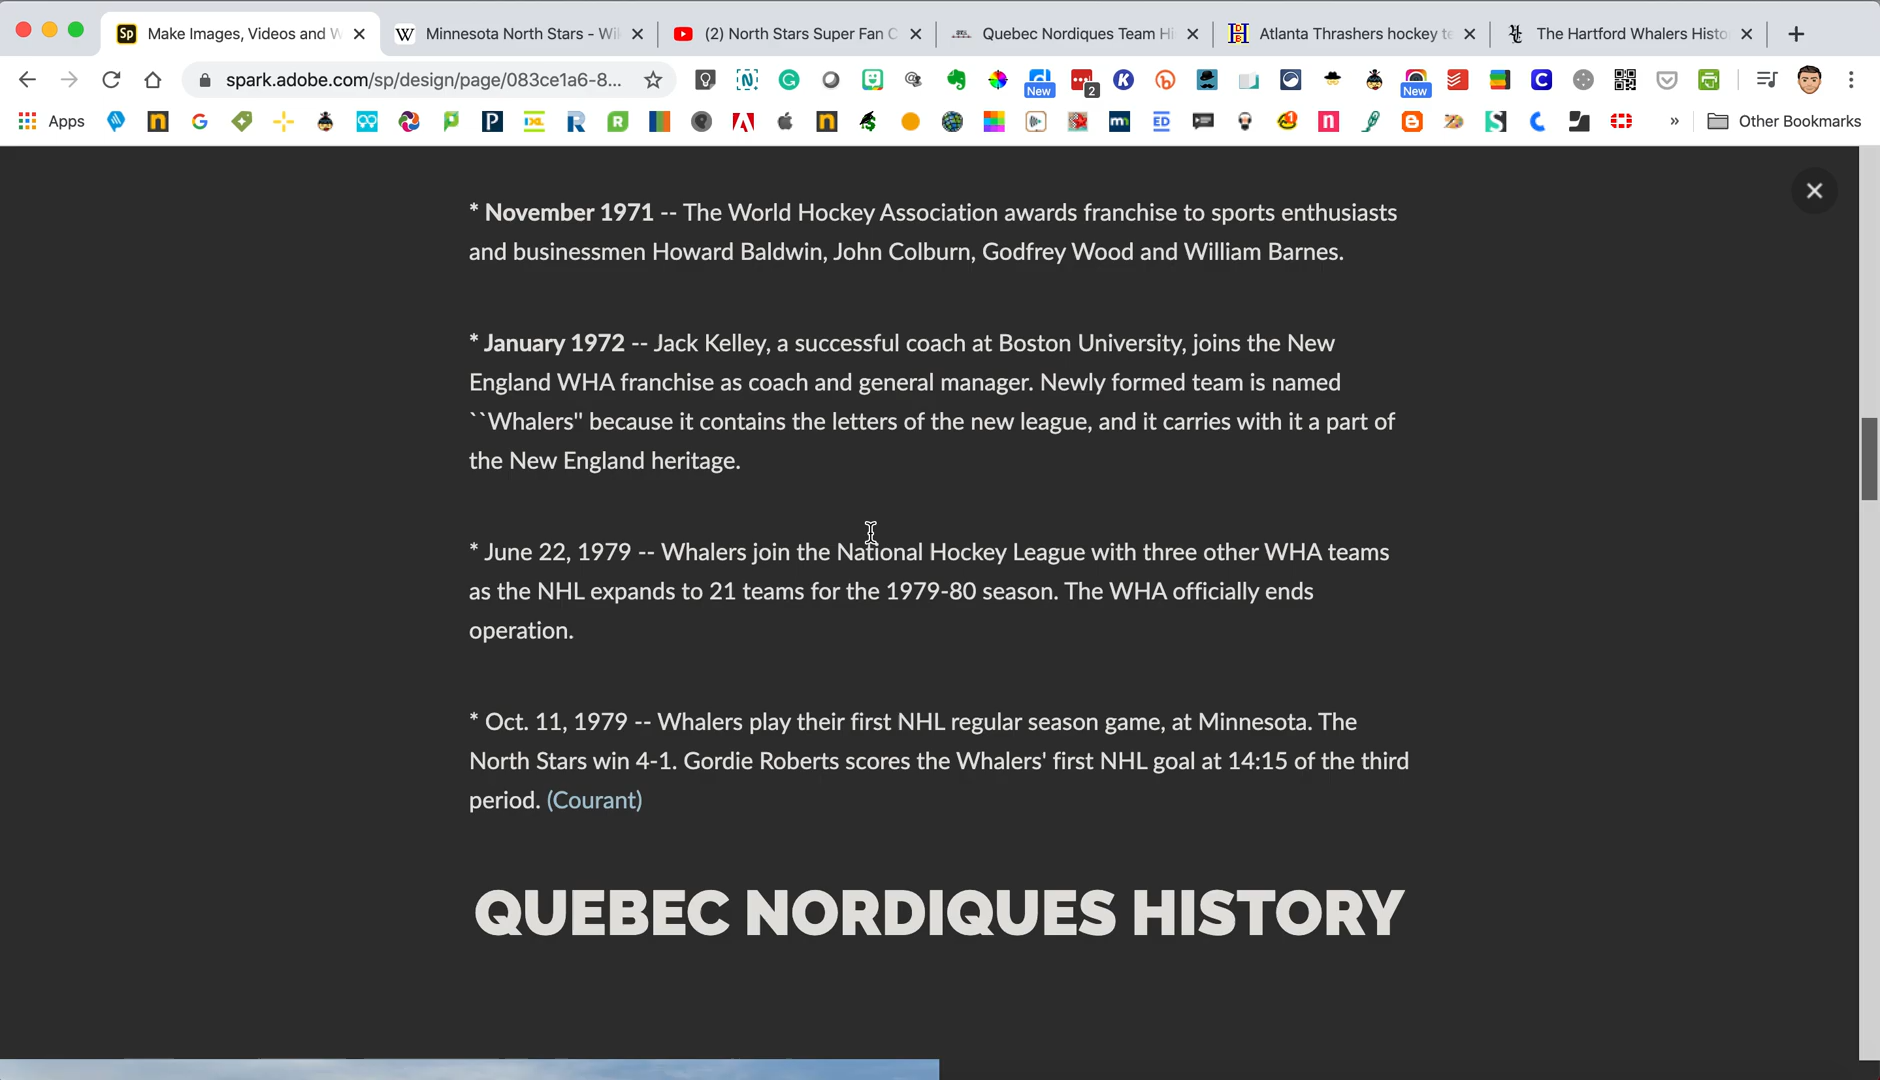 Make Images, Videos and W
Minnesota North Stars - Wik
(2) North Stars Super Fan C
Quebec Nordiques Team Hi
Atlanta Thrashers hockey te
The Hartford Whalers Histo
spark.adobe.com/sp/design/page/083ce1a6-8...
New
2
New
Apps
»
Other Bookmarks
* November 1971 -- The World Hockey Association awards franchise to sports enthusiasts
and businessmen Howard Baldwin, John Colburn, Godfrey Wood and William Barnes.
* January 1972 -- Jack Kelley, a successful coach at Boston University, joins the New
England WHA franchise as coach and general manager. Newly formed team is named
``Whalers'' because it contains the letters of the new league, and it carries with it a part of
the New England heritage.
* June 22, 1979 -- Whalers join the National Hockey League with three other WHA teams
as the NHL expands to 21 teams for the 1979-80 season. The WHA officially ends
operation.
* Oct. 11, 1979 -- Whalers play their first NHL regular season game, at Minnesota. The
North Stars win 4-1. Gordie Roberts scores the Whalers' first NHL goal at 14:15 of the third
period. (Courant)
QUEBEC NORDIQUES HISTORY